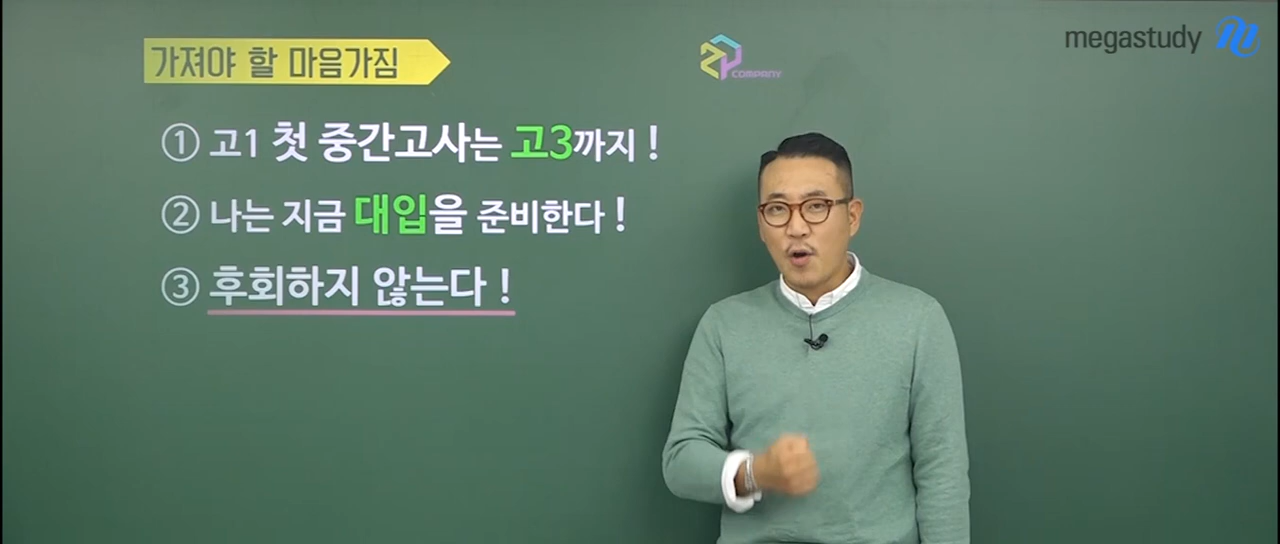 가져야 할 마음가짐
2P COMPANY
megastudy
① 고1 첫 중간고사는 고3까지 !
② 나는 지금 대입을 준비한다 !
③ 후회하지 않는다 !